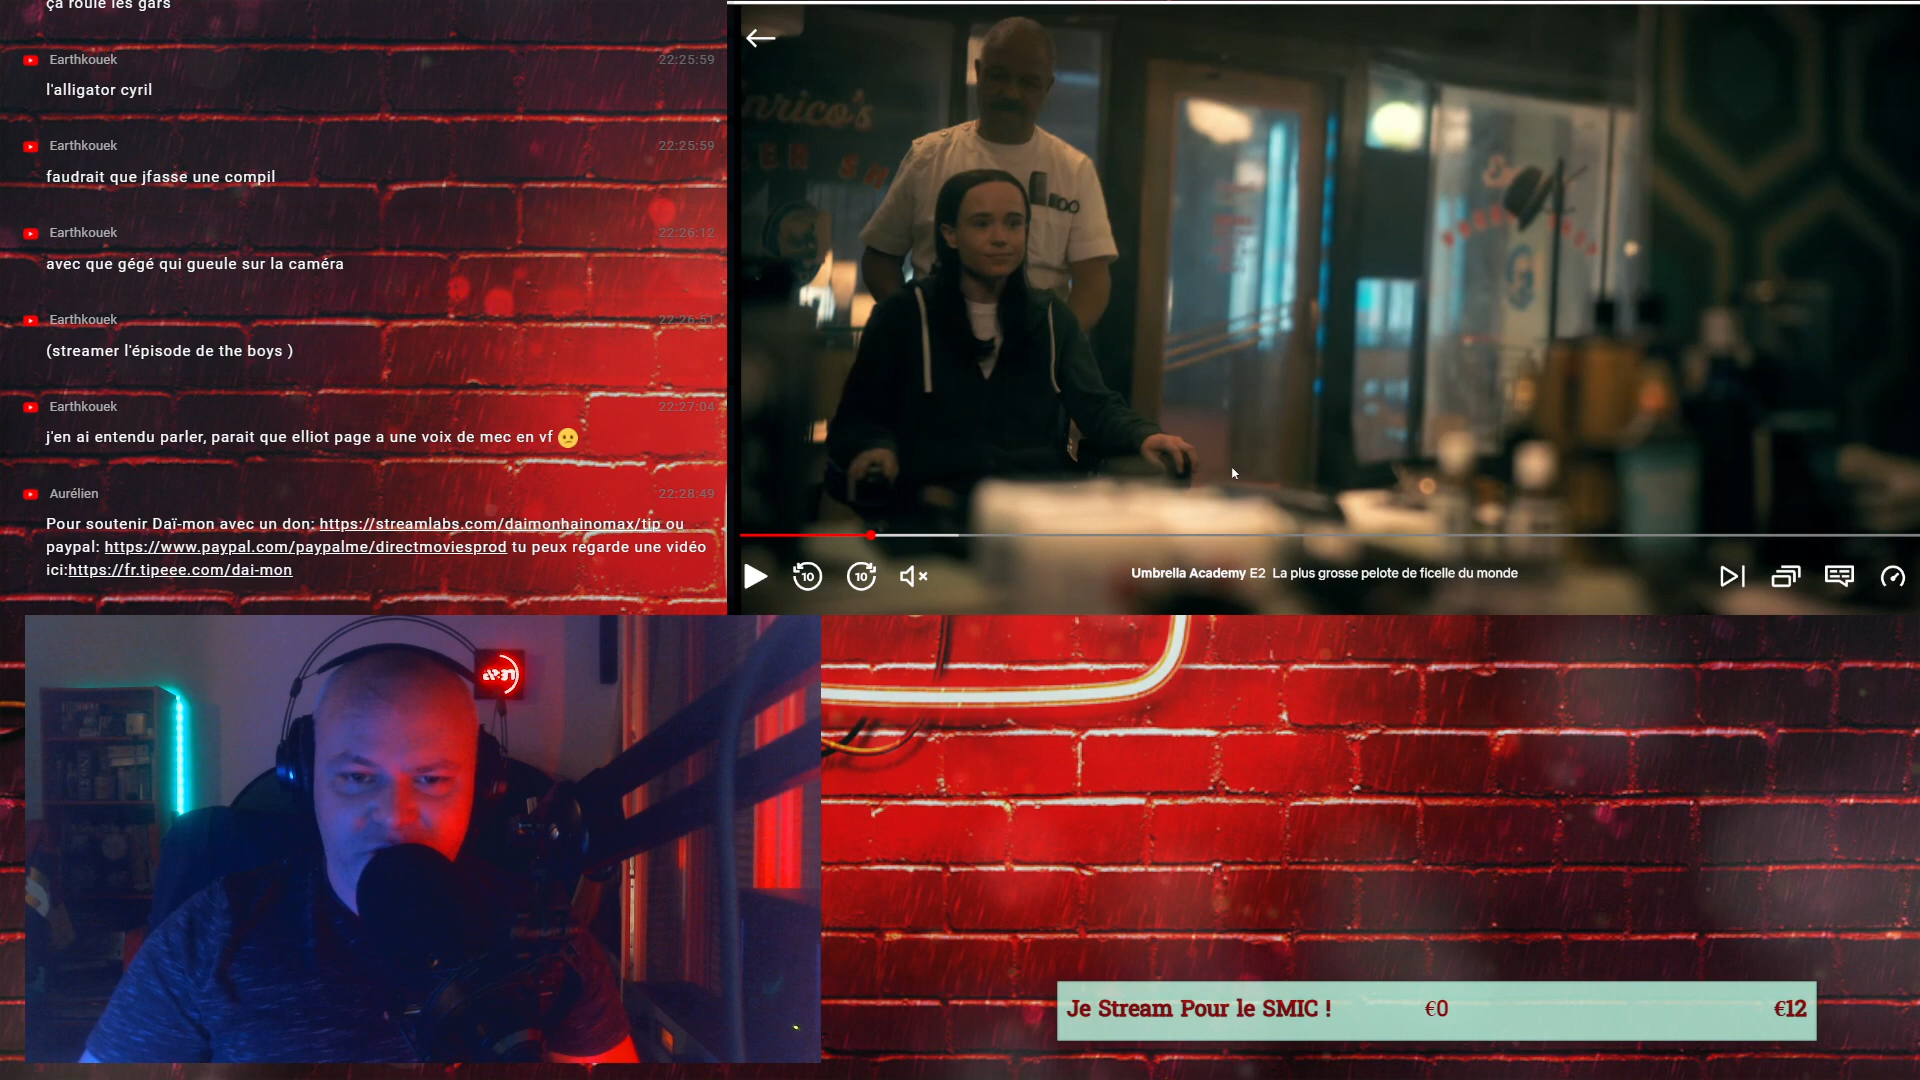 ça roule les gars
Earthkouek 22:25:59
l'alligator cyril
Earthkouek 22:25:59
faudrait que jfasse une compil
Earthkouek 22:26:12
avec que gégé qui gueule sur la caméra
Earthkouek 22:26:51
(streamer l'épisode de the boys )
Earthkouek 22:27:04
j'en ai entendu parler, parait que elliot page a une voix de mec en vf 😕
Aurélien 22:28:49
Pour soutenir Daï-mon avec un don: https://streamlabs.com/daimonhainomax/tip ou
paypal: https://www.paypal.com/paypalme/directmoviesprod tu peux regarde une vidéo
ici:https://fr.tipeee.com/dai-mon
nrico's
10
10
Umbrella Academy E2 La plus grosse pelote de ficelle du monde
Je Stream Pour le SMIC ! €0 €12